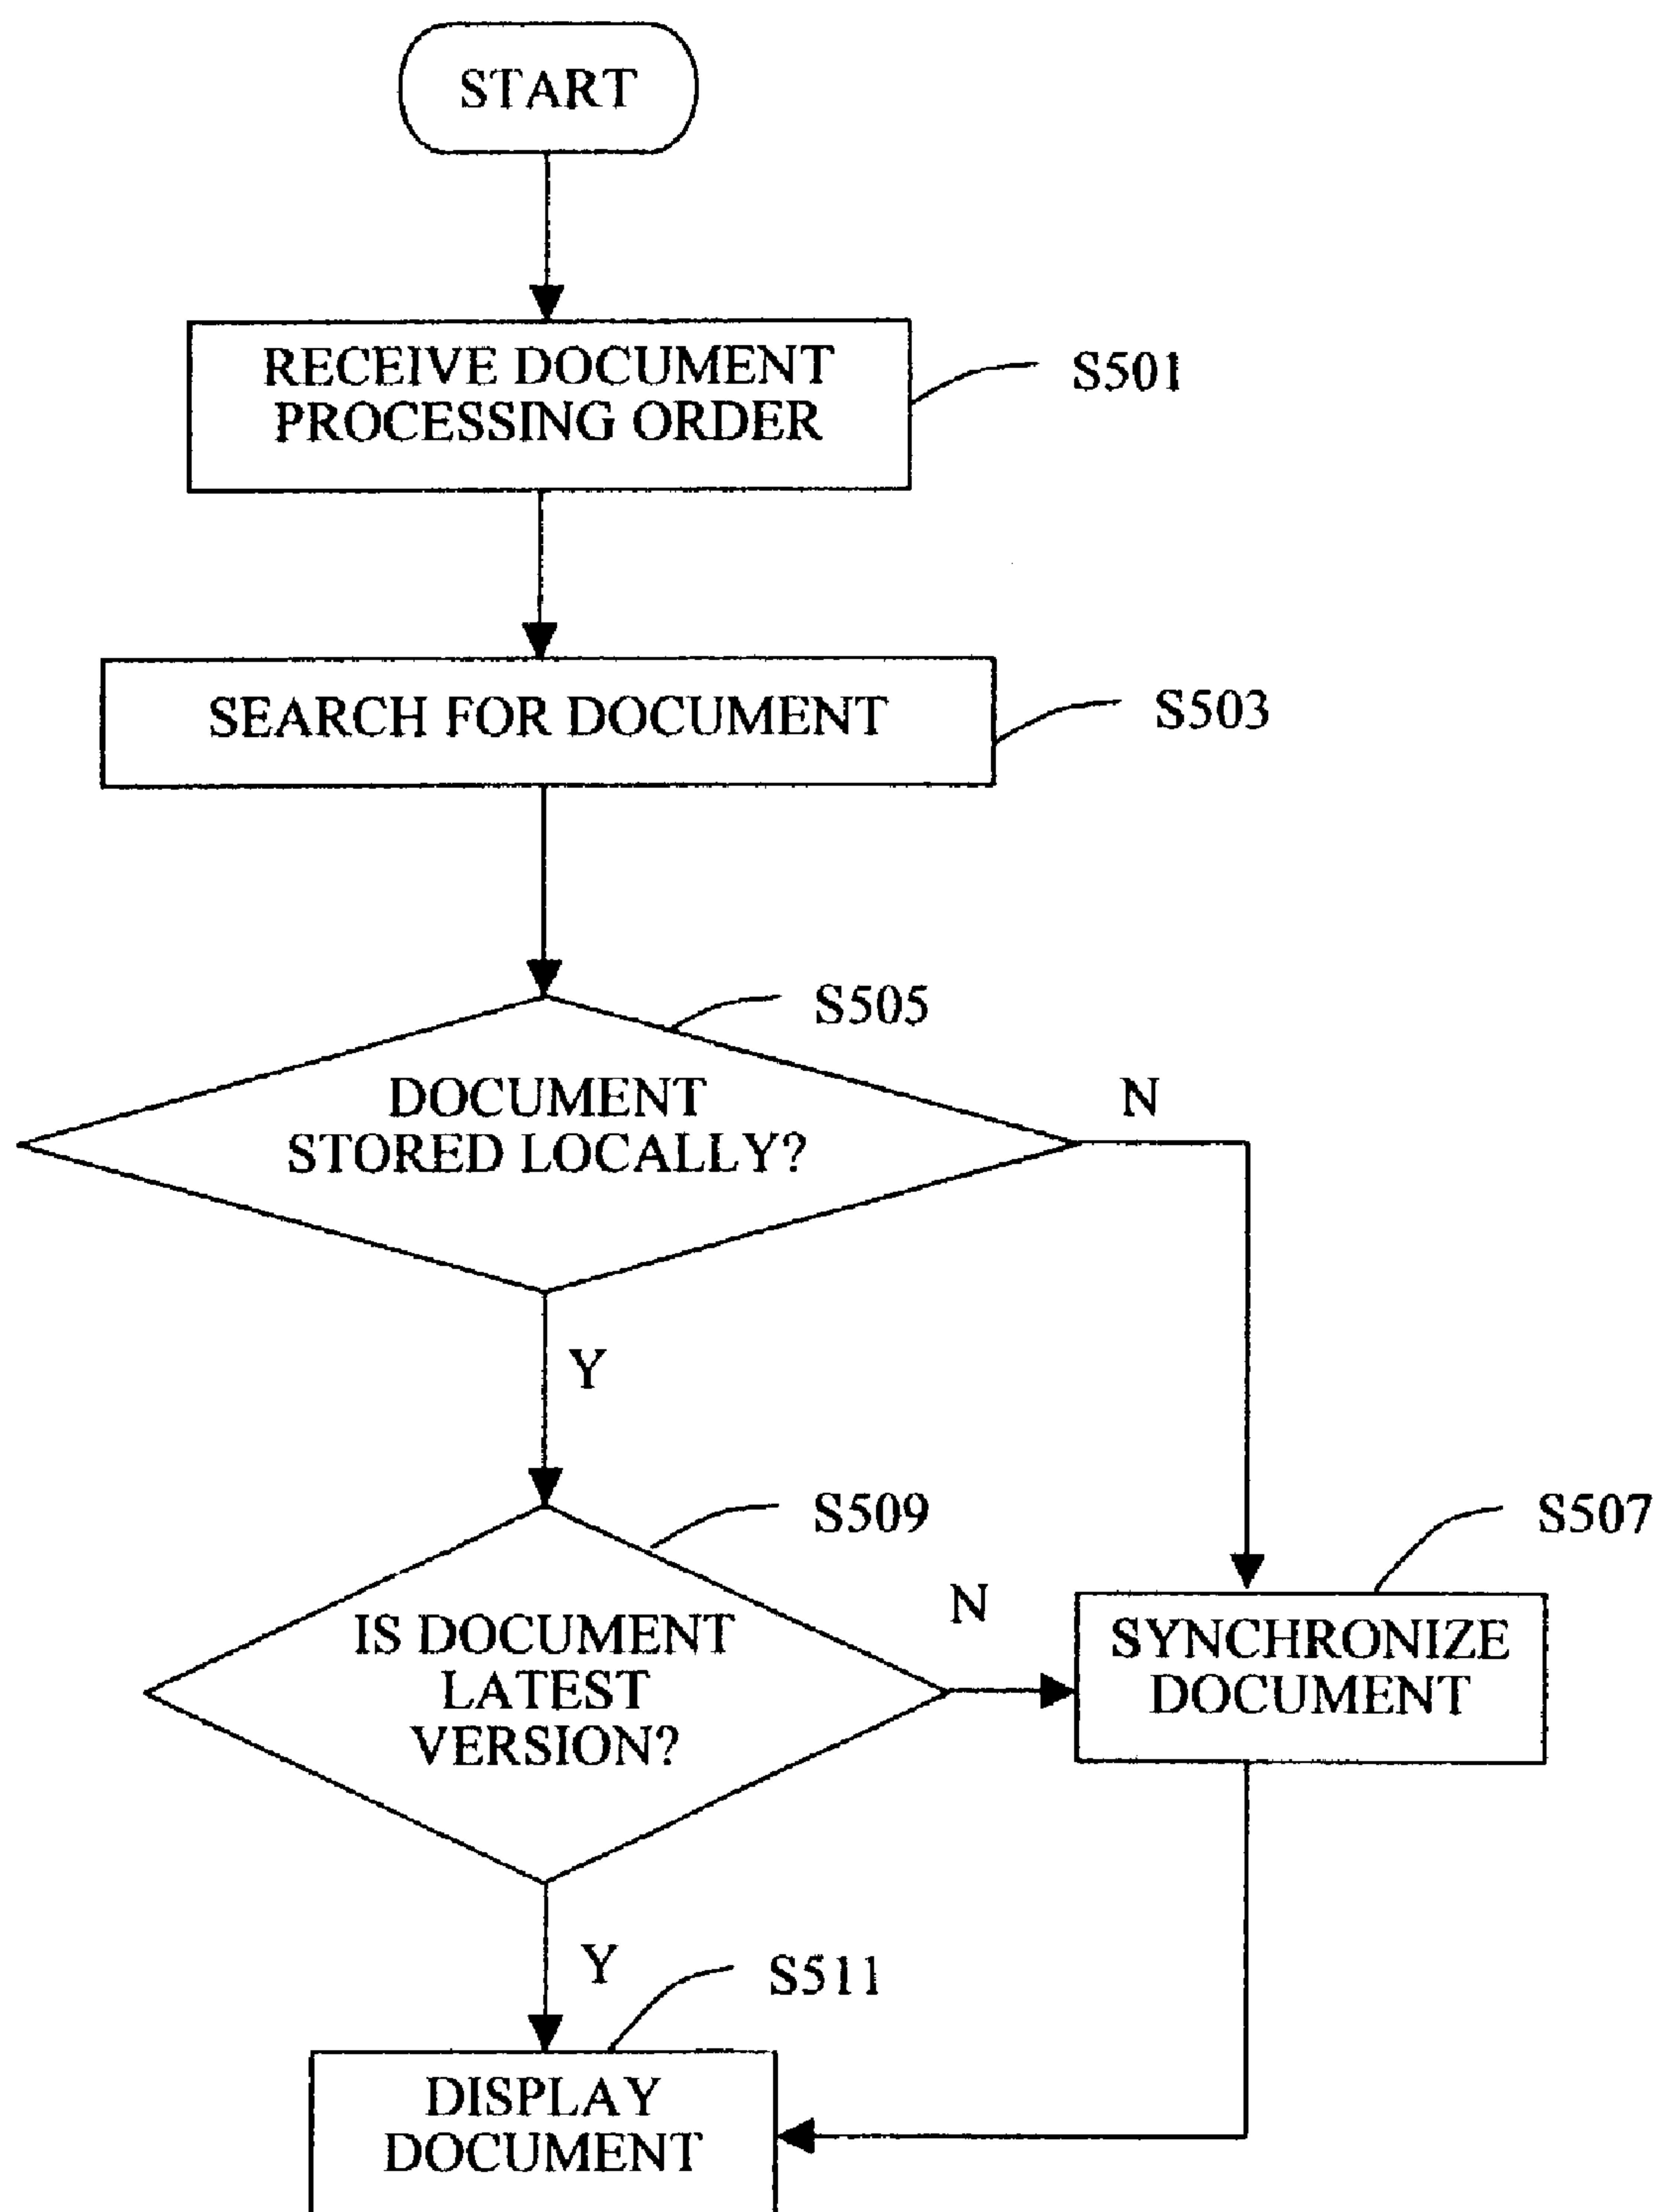 START
RECEIVE DOCUMENT
PROCESSING ORDER
S501
SEARCH FOR DOCUMENT
S503
S505
DOCUMENT
STORED LOCALLY?
N
Y
S509
IS DOCUMENT
LATEST
VERSION?
N
S507
SYNCHRONIZE
DOCUMENT
Y
S511
DISPLAY
DOCUMENT